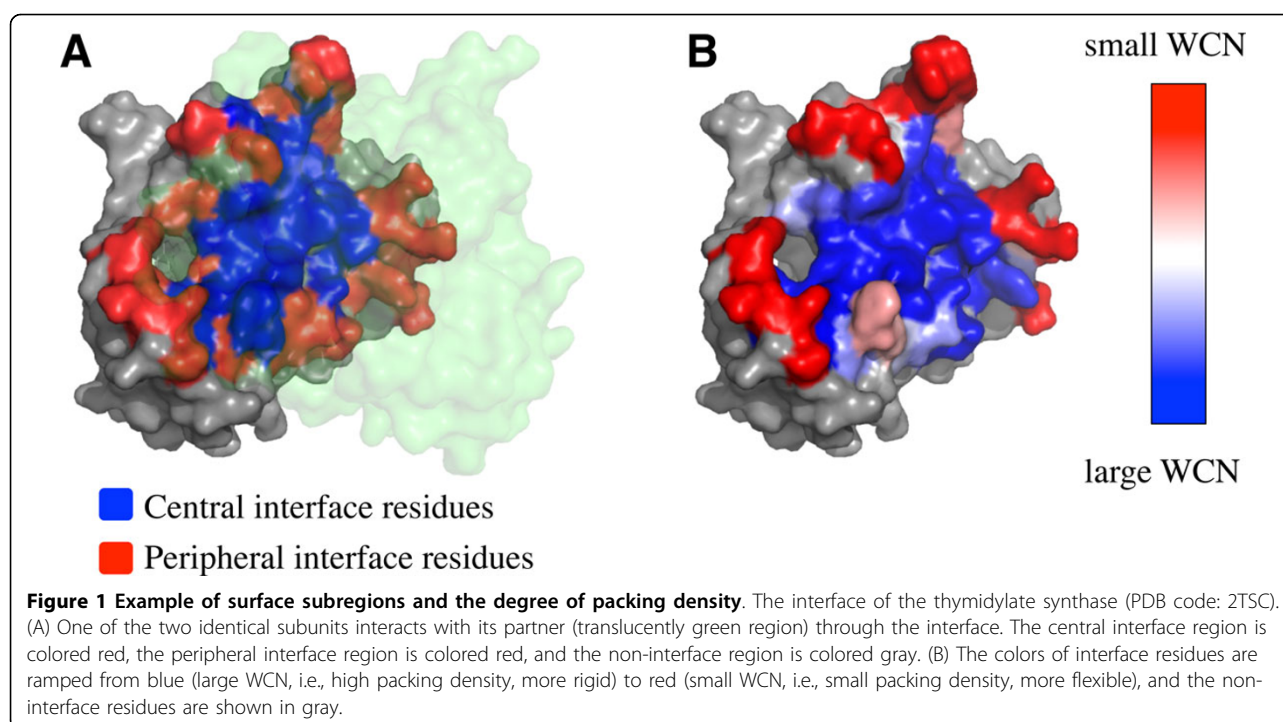 A
B
small WCN
large WCN
Central interface residues
Peripheral interface residues
Figure 1 Example of surface subregions and the degree of packing density. The interface of the thymidylate synthase (PDB code: 2TSC).
(A) One of the two identical subunits interacts with its partner (translucently green region) through the interface. The central interface region is
colored red, the peripheral interface region is colored red, and the non-interface region is colored gray. (B) The colors of interface residues are
ramped from blue (large WCN, i.e., high packing density, more rigid) to red (small WCN, i.e., small packing density, more flexible), and the non-
interface residues are shown in gray.